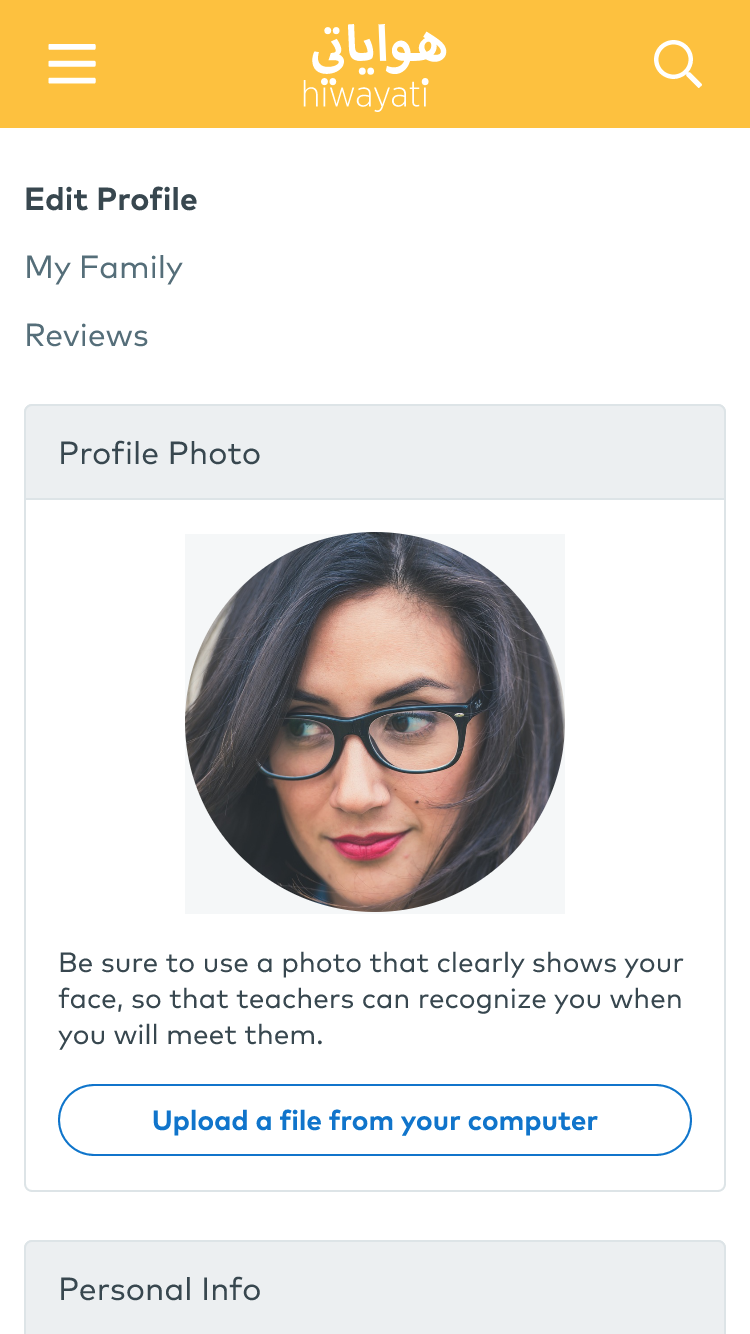 هواياتي
hiwayati
Edit Profile
My Family
Reviews
Profile Photo
Be sure to use a photo that clearly shows your
face, so that teachers can recognize you when
you will meet them.
Upload a file from your computer
Personal Info